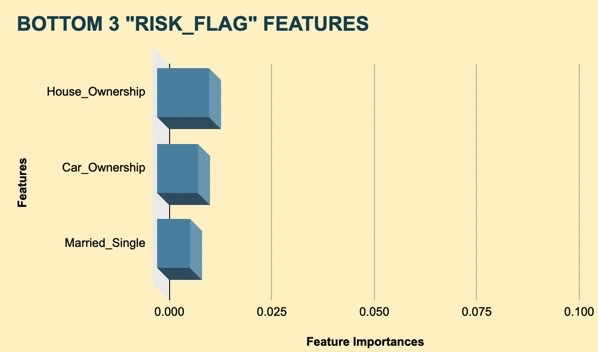 BOTTOM 3 "RISK_FLAG" FEATURES
House_Ownership
Car_Ownership
Married_Single
Features
0.000 0.025 0.050 0.075 0.100
Feature Importances